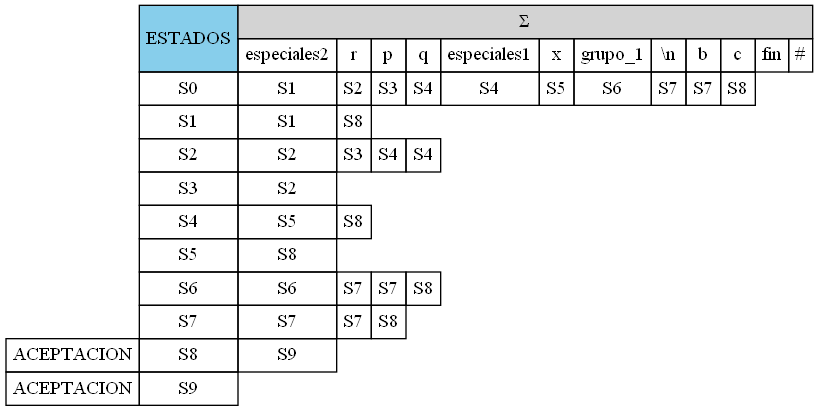 ESTADOS Σ
especiales2 r p q especiales1 x grupo_1 \n b c fin #
S0 S1 S2 S3 S4 S4 S5 S6 S7 S7 S8
S1 S1 S8
S2 S2 S3 S4 S4
S3 S2
S4 S5 S8
S5 S8
S6 S6 S7 S7 S8
S7 S7 S7 S8
ACEPTACION S8 S9
ACEPTACION S9